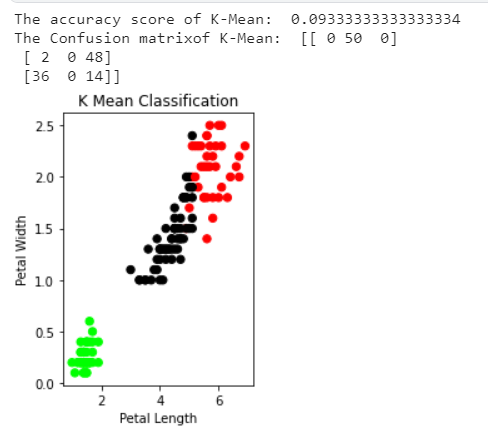 The accuracy score of K-Mean:  0.09333333333333334
The Confusion matrixof K-Mean:  [[ 0 50  0]
 [ 2  0 48]
 [36  0 14]]
K Mean Classification
2.5
2.0
1.5
1.0
0.5
0.0
Petal Width
2 4 6
Petal Length